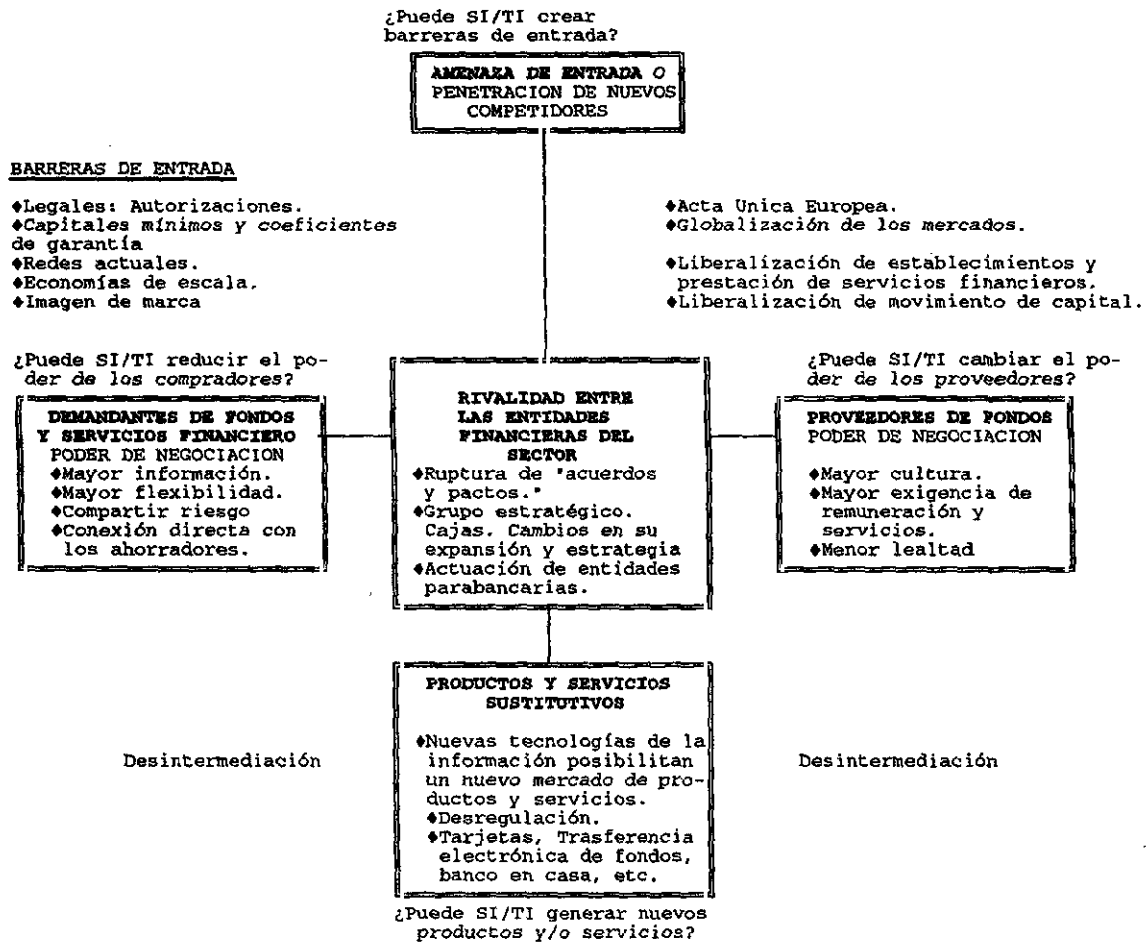 ¿Puede SI/TI crear
barreras de entrada?
AMENAZA DE ENTRADA O
PENETRACION DE NUEVOS
COMPETIDORES
BARRERAS DE ENTRADA
♦Legales: Autorizaciones.
♦Capitales mínimos y coeficientes
de garantía
♦Redes actuales.
♦Economías de escala.
♦Imagen de marca
♦Acta Unica Europea.
♦Globalización de los mercados.
♦Liberalización de establecimientos y
prestación de servicios financieros.
♦Liberalización de movimiento de capital.
¿Puede SI/TI reducir el po-
der de los compradores?
DEMANDANTES DE FONDOS
Y SERVICIOS FINANCIERO
PODER DE NEGOCIACION
♦Mayor información.
♦Mayor flexibilidad.
♦Compartir riesgo
♦Conexión directa con
los ahorradores.
RIVALIDAD ENTRE
LAS ENTIDADES
FINANCIERAS DEL
SECTOR
♦Ruptura de "acuerdos
y pactos."
♦Grupo estratégico.
Cajas. Cambios en su
expansión y estrategia
♦Actuación de entidades
parabancarias.
¿Puede SI/TI cambiar el po-
der de los proveedores?
PROVEEDORES DE FONDOS
PODER DE NEGOCIACION
♦Mayor cultura.
♦Mayor exigencia de
remuneración y
servicios.
♦Menor lealtad
PRODUCTOS Y SERVICIOS
SUSTITUTIVOS
♦Nuevas tecnologías de la
información posibilitan
un nuevo mercado de pro-
ductos y servicios.
♦Desregulación.
♦Tarjetas, Trasferencia
electrónica de fondos,
banco en casa, etc.
Desintermediación
Desintermediación
¿Puede SI/TI generar nuevos
productos y/o servicios?